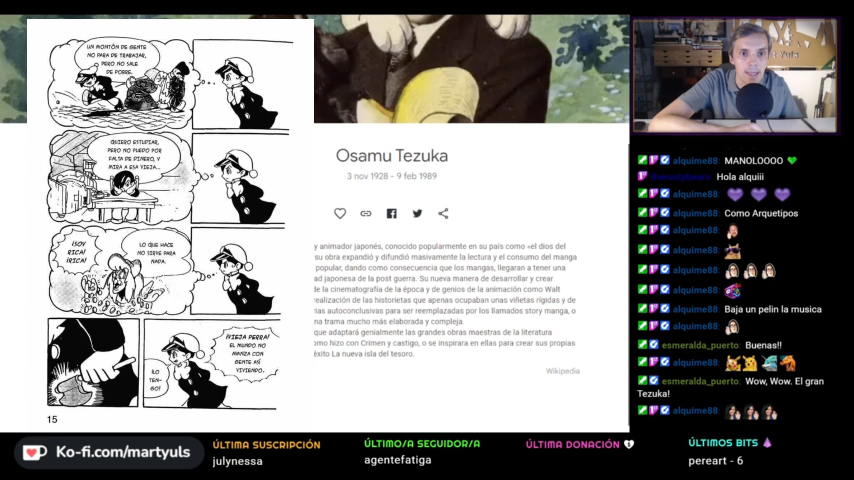 UN MONTÓN DE GENTE
NO PARA DE TRABAJAR,
PERO NO SALE
DE POBRE.
QUIERO ESTUDIAR,
PERO NO PUEDO POR
FALTA DE DINERO, Y
MIRA A ESA VIEJA...
¡SOY
RICA!
¡RICA!
LO QUE HACE
NO SIRVE PARA
NADA.
¡LO
TEN-
GO!
¡VIEJA PERRA!
EL MUNDO NO
AVANZA CON
GENTE ASÍ
VIVIENDO.
15
Osamu Tezuka
3 nov 1928 - 9 feb 1989
y animador japonés, conocido popularmente en su país como «el dios del
su obra expandió y difundió masivamente la lectura y el consumo del manga
popular, dando como consecuencia que los mangas, llegaran a tener una
ad japonesa de la post guerra. Su nueva manera de desarrollar y crear
de la cinematografía de la época y de genios de la animación como Walt
realización de las historietas que apenas ocupaban unas viñetas rígidas y de
ias autoconclusivas para ser reemplazadas por los llamados story manga, o
na trama mucho más elaborada y compleja.
que adaptará genialmente las grandes obras maestras de la literatura
omo hizo con Crimen y castigo, o se inspirara en ellas para crear sus propias
éxito La nueva isla del tesoro.
Wikipedia
alquime88: MANOLOOOO
Hola alquiii
alquime88:
Como Arquetipos
alquime88:
alquime88:
alquime88:
alquime88:
alquime88:
Baja un pelin la musica
alquime88:
esmeralda_puerto: Buenas!!
alquime88:
esmeralda_puerto: Wow, Wow. El gran
Tezuka!
alquime88:
Ko-fi.com/martyuls
ÚLTIMA SUSCRIPCIÓN
julynessa
ÚLTIMO/A SEGUIDOR/A
agentefatiga
ÚLTIMA DONACIÓN
ÚLTIMOS BITS
pereart - 6